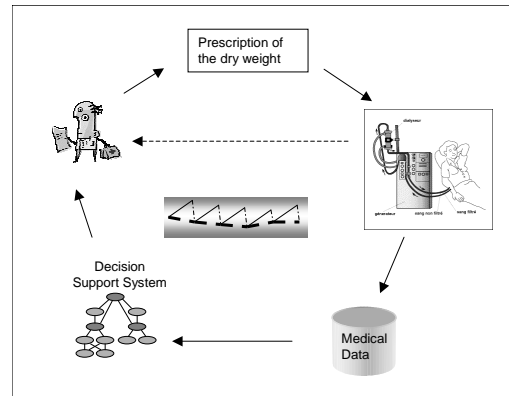 Prescription of
the dry weight
dialyseur
générateur
sang non filtré
sang filtré
Decision
Support System
Medical
Data